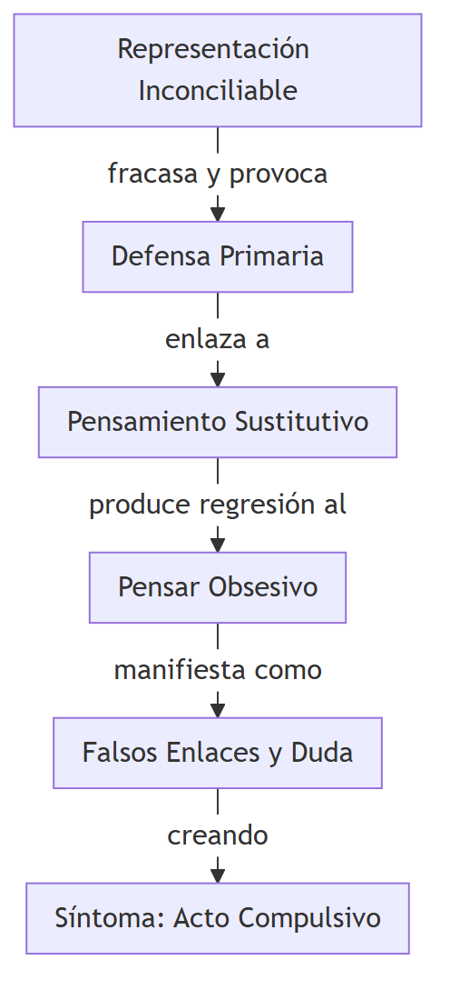 Representación
Inconciliable
fracasa y provoca
Defensa Primaria
enlaza a
Pensamiento Sustitutivo
produce regresión al
Pensar Obsesivo
manifiesta como
Falsos Enlaces y Duda
creando
Síntoma: Acto Compulsivo